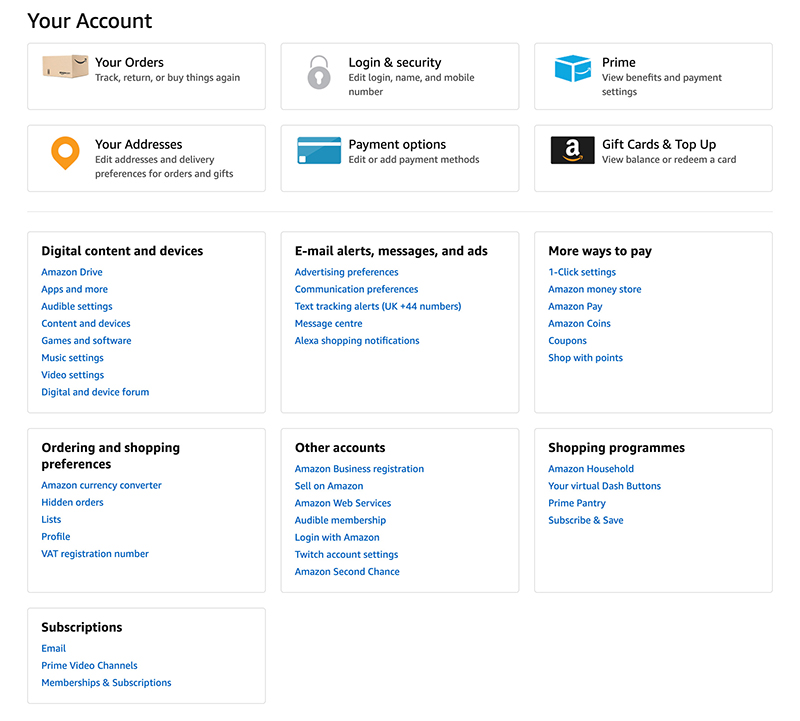 Your Account
Your Orders
Track, return, or buy things again
Login & security
Edit login, name, and mobile
number
Prime
View benefits and payment
settings
Your Addresses
Edit addresses and delivery
preferences for orders and gifts
Payment options
Edit or add payment methods
a
Gift Cards & Top Up
View balance or redeem a card
Digital content and devices
Amazon Drive
Apps and more
Audible settings
Content and devices
Games and software
Music settings
Video settings
Digital and device forum
E-mail alerts, messages, and ads
Advertising preferences
Communication preferences
Text tracking alerts (UK +44 numbers)
Message centre
Alexa shopping notifications
More ways to pay
1-Click settings
Amazon money store
Amazon Pay
Amazon Coins
Coupons
Shop with points
Ordering and shopping
preferences
Amazon currency converter
Hidden orders
Lists
Profile
VAT registration number
Other accounts
Amazon Business registration
Sell on Amazon
Amazon Web Services
Audible membership
Login with Amazon
Twitch account settings
Amazon Second Chance
Shopping programmes
Amazon Household
Your virtual Dash Buttons
Prime Pantry
Subscribe & Save
Subscriptions
Email
Prime Video Channels
Memberships & Subscriptions